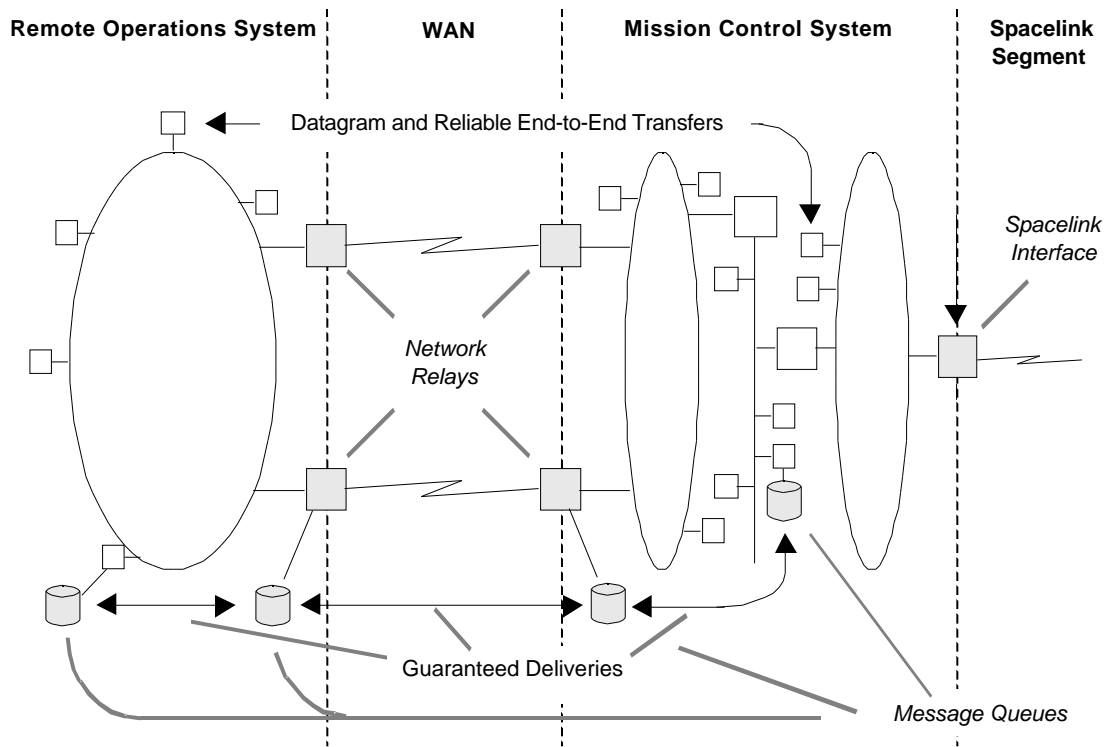 Remote Operations System
WAN
Mission Control System
Spacelink
Segment
Datagram and Reliable End-to-End Transfers
Spacelink
Interface
Network
Relays
Guaranteed Deliveries
Message Queues